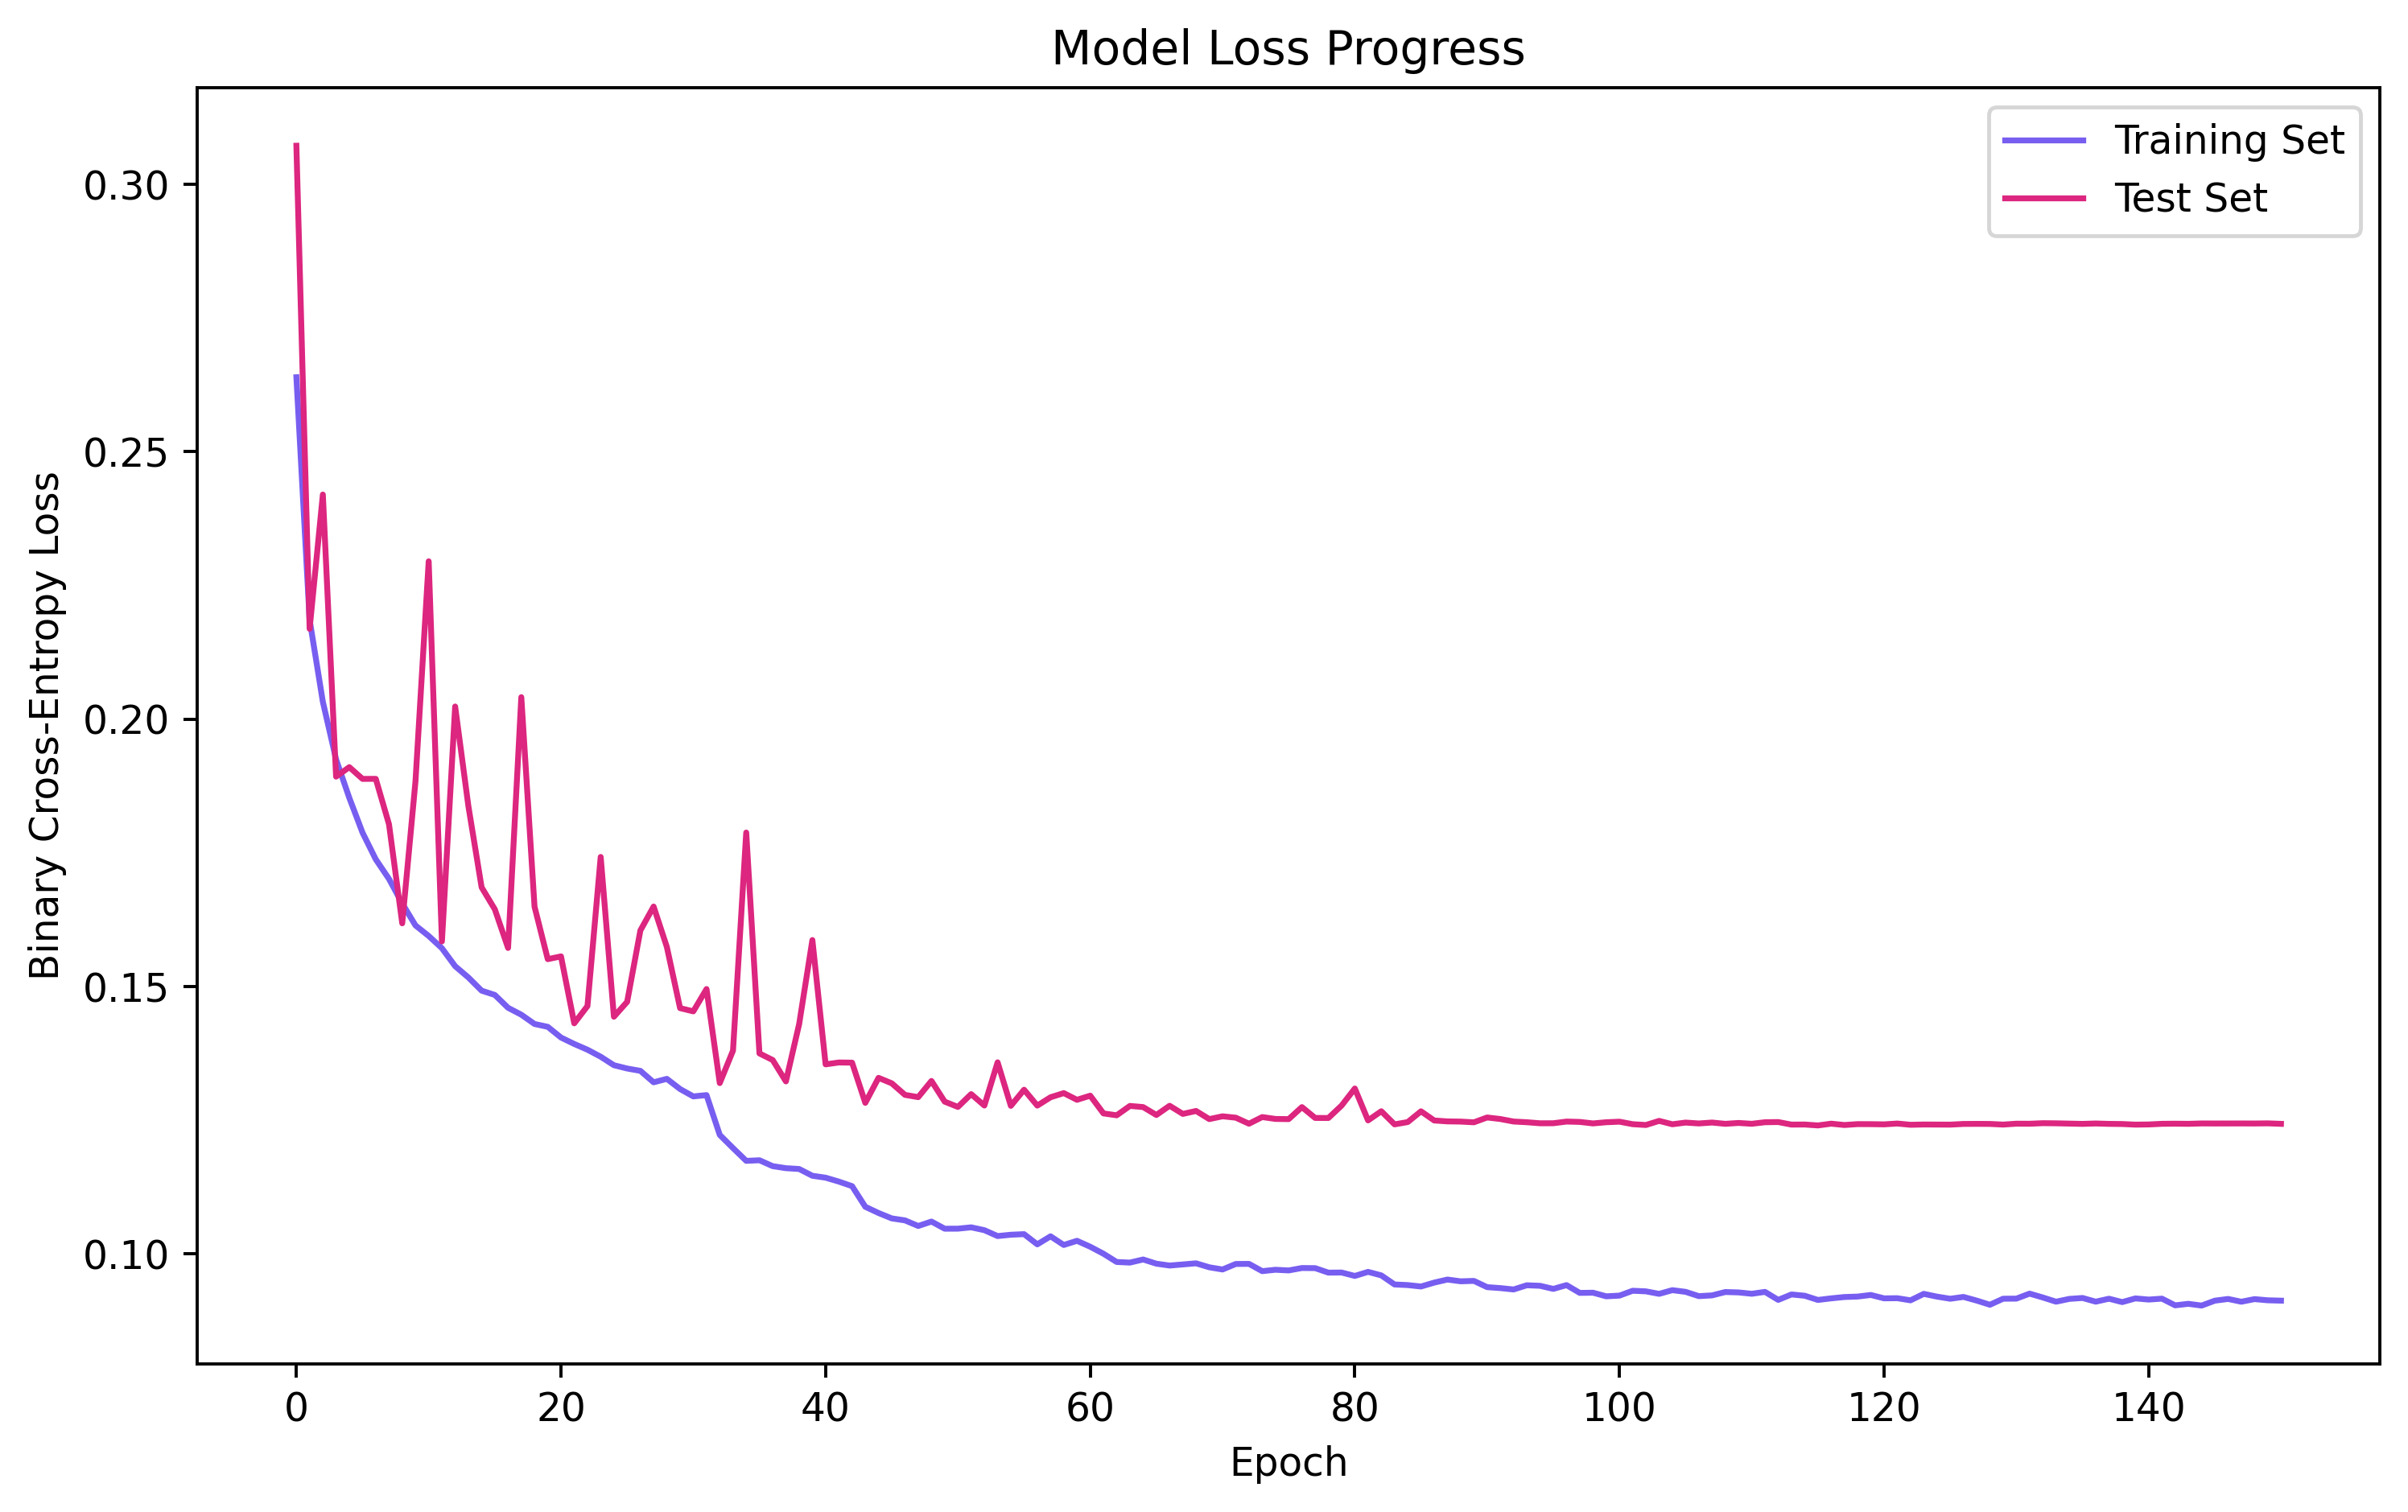 Model Loss Progress
Training Set
Test Set
Binary Cross-Entropy Loss
0.30
0.25
0.20
0.15
0.10
0 20 40 60 80 100 120 140
Epoch